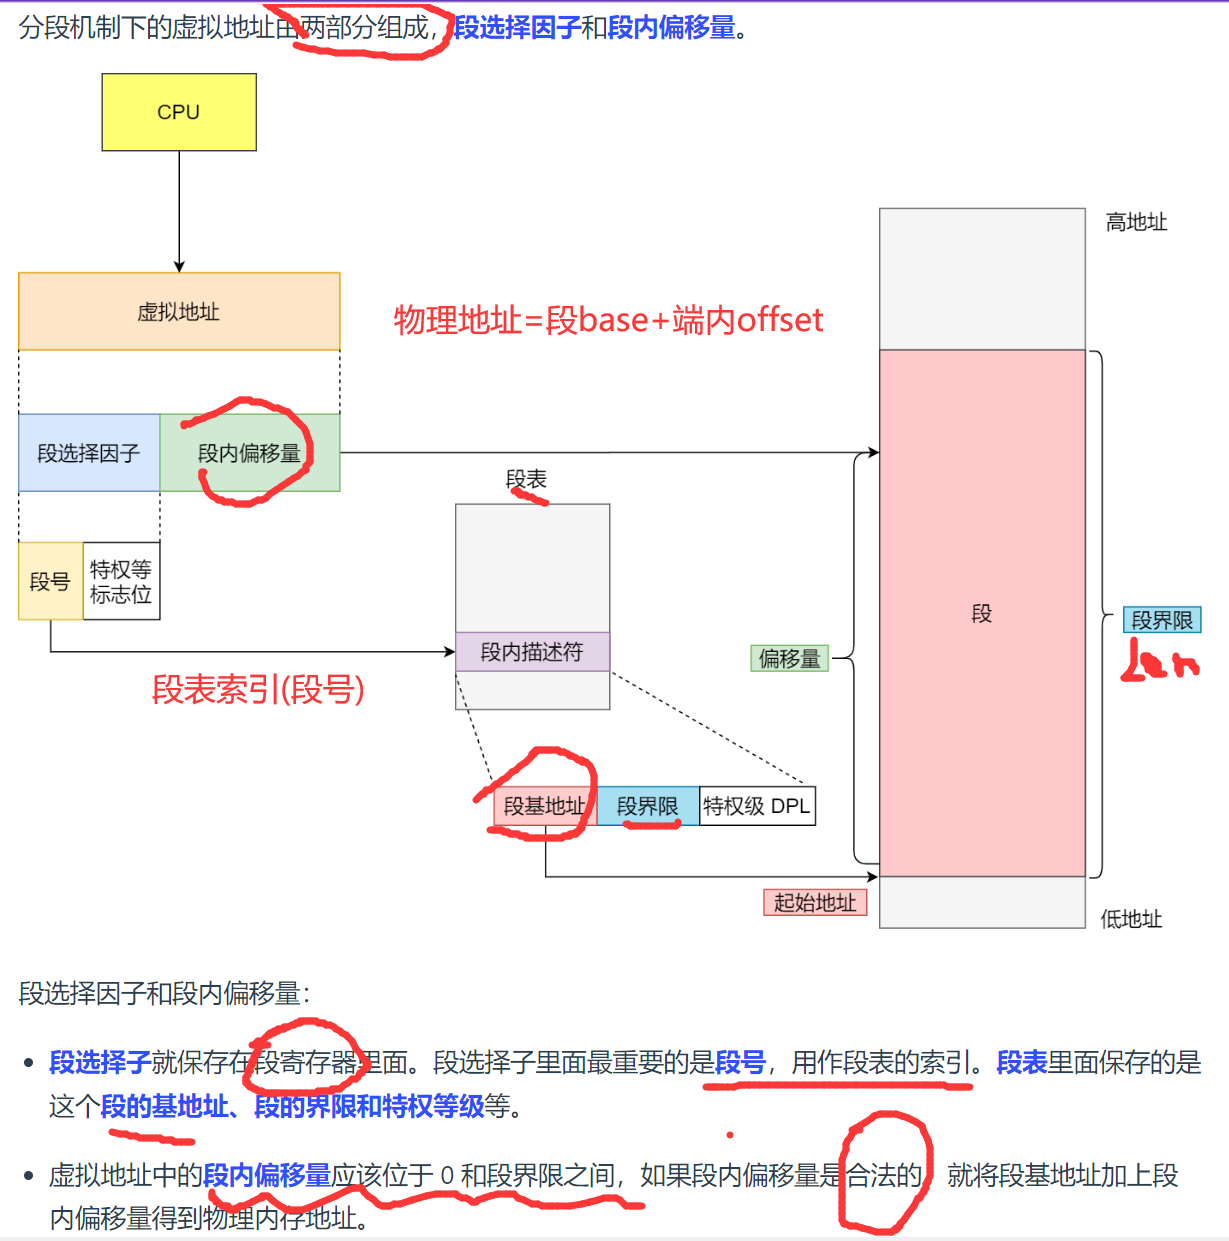 分段机制下的虚拟地址由两部分组成，段选择因子和段内偏移量。
CPU
高地址
虚拟地址
物理地址=段base+端内offset
段选择因子
段内偏移量
段表
段号
特权等
标志位
段
段界限
len
段内描述符
偏移量
段表索引(段号)
段基地址
段界限
特权级 DPL
起始地址
低地址
段选择因子和段内偏移量：
段选择子就保存在段寄存器里面。段选择子里面最重要的是段号，用作段表的索引。段表里面保存的是
这个段的基地址、段的界限和特权等级等。
虚拟地址中的段内偏移量应该位于 0 和段界限之间，如果段内偏移量是合法的，就将段基地址加上段
内偏移量得到物理内存地址。